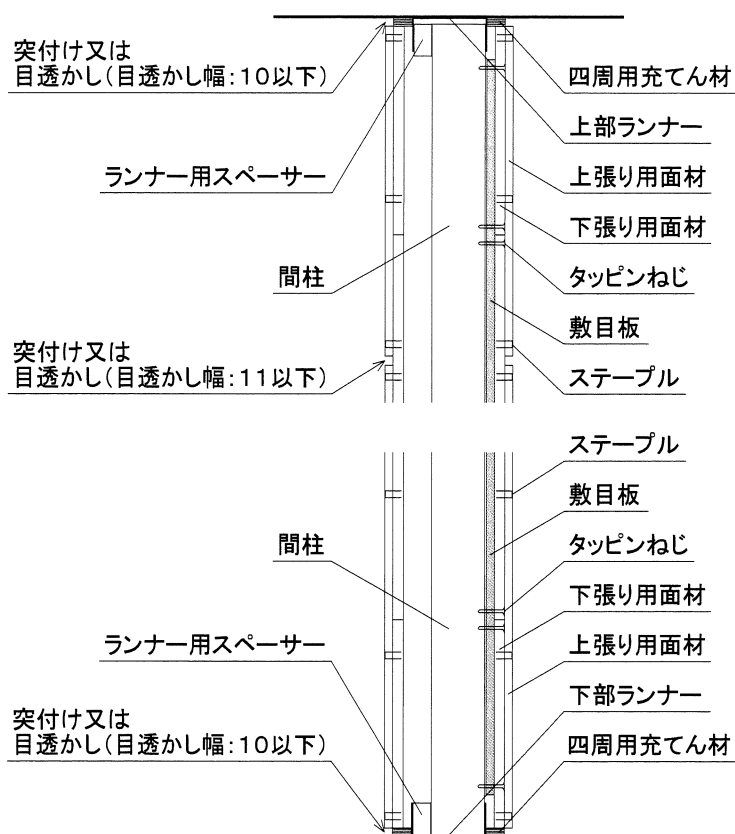 突付け又は
目透かし(目透かし幅:10以下)
ランナー用スペーサー
間柱
突付け又は
目透かし(目透かし幅:11以下)
四周用充てん材
上部ランナー
上張り用面材
下張り用面材
タッピンねじ
敷目板
ステープル
間柱
ランナー用スペーサー
突付け又は
目透かし(目透かし幅:10以下)
ステープル
敷目板
タッピンねじ
下張り用面材
上張り用面材
下部ランナー
四周用充てん材